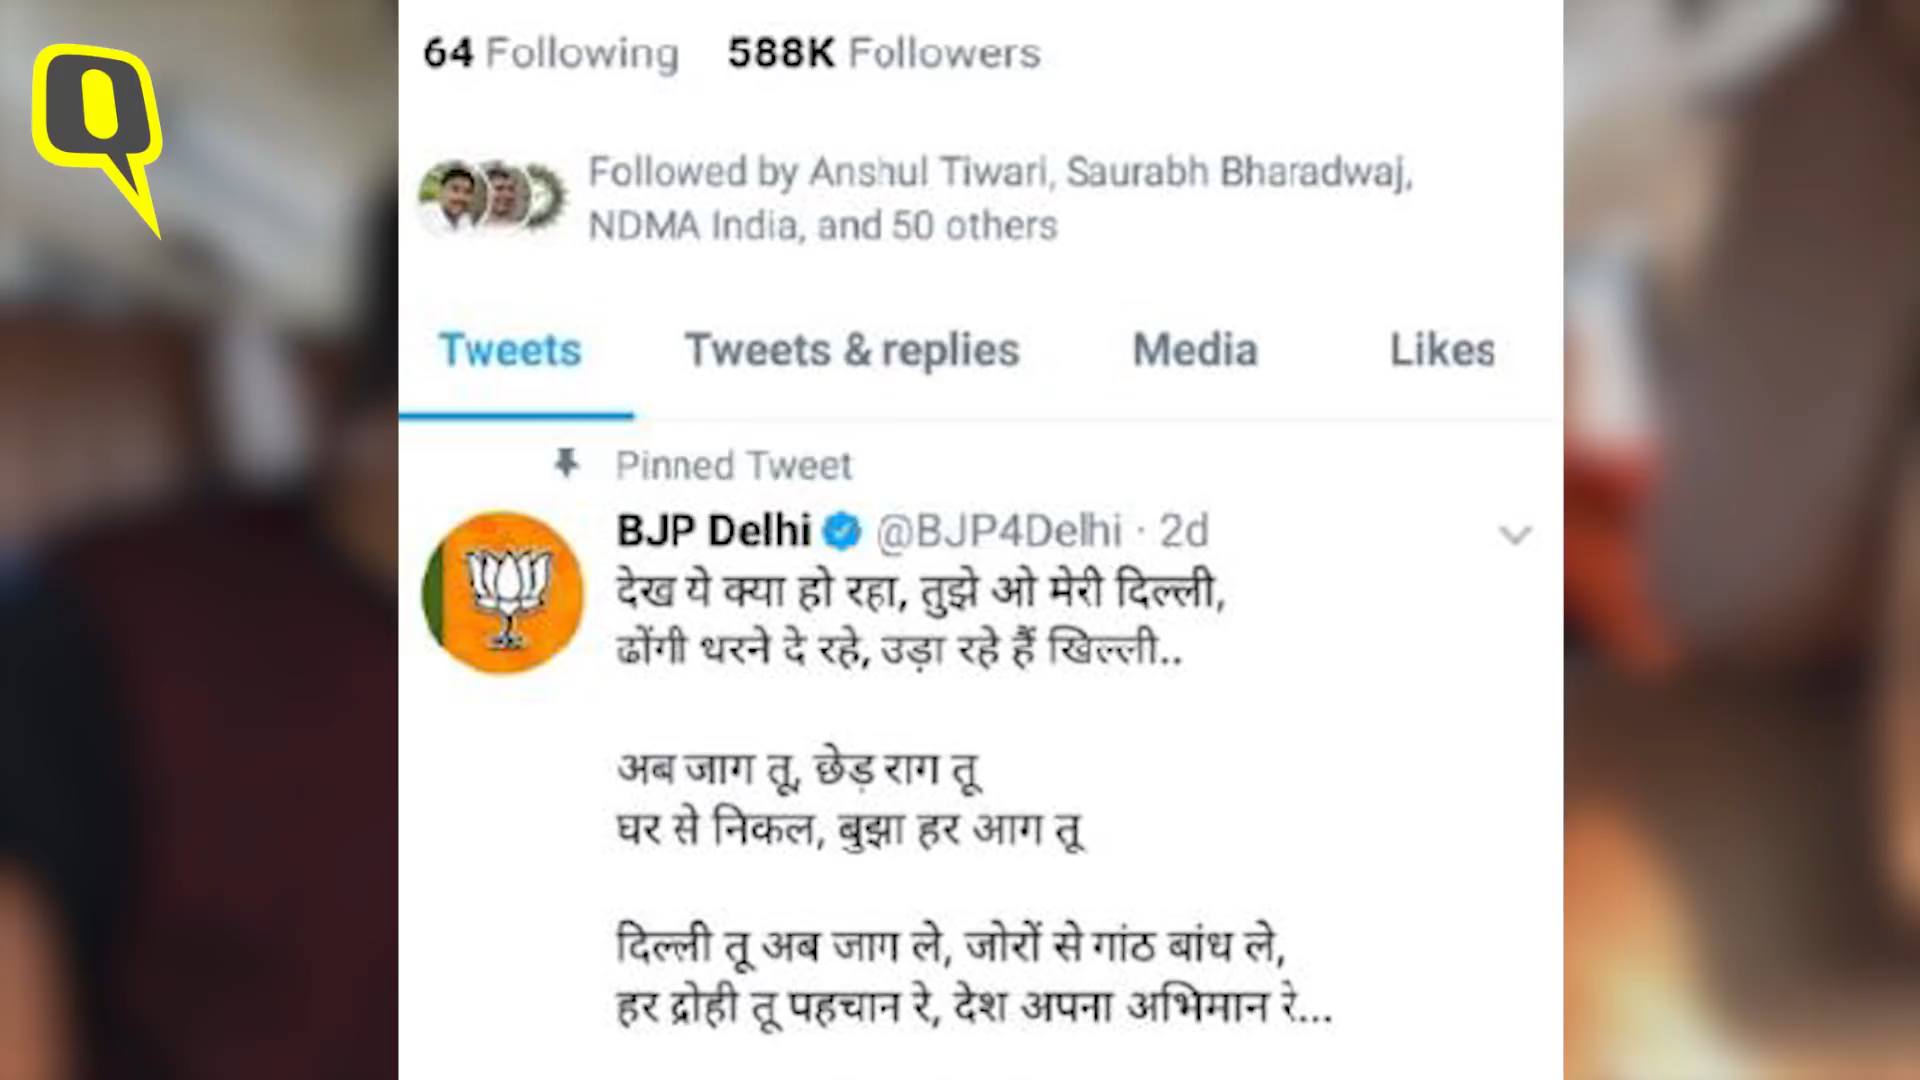 Q
64 Following 588K Followers
Followed by Anshul Tiwari, Saurabh Bharadwaj,
NDMA India, and 50 others
Tweets Tweets & replies Media Likes
Pinned Tweet
BJP Delhi @BJP4Delhi · 2d
देख ये क्या हो रहा, तुझे ओ मेरी दिल्ली,
ढोंगी धरने दे रहे, उड़ा रहे हैं खिल्ली..
अब जाग तू, छेड़ राग तू
घर से निकल, बुझा हर आग तू
दिल्ली तू अब जाग ले, जोरों से गांठ बांध ले,
हर द्रोही तू पहचान रे, देश अपना अभिमान रे...